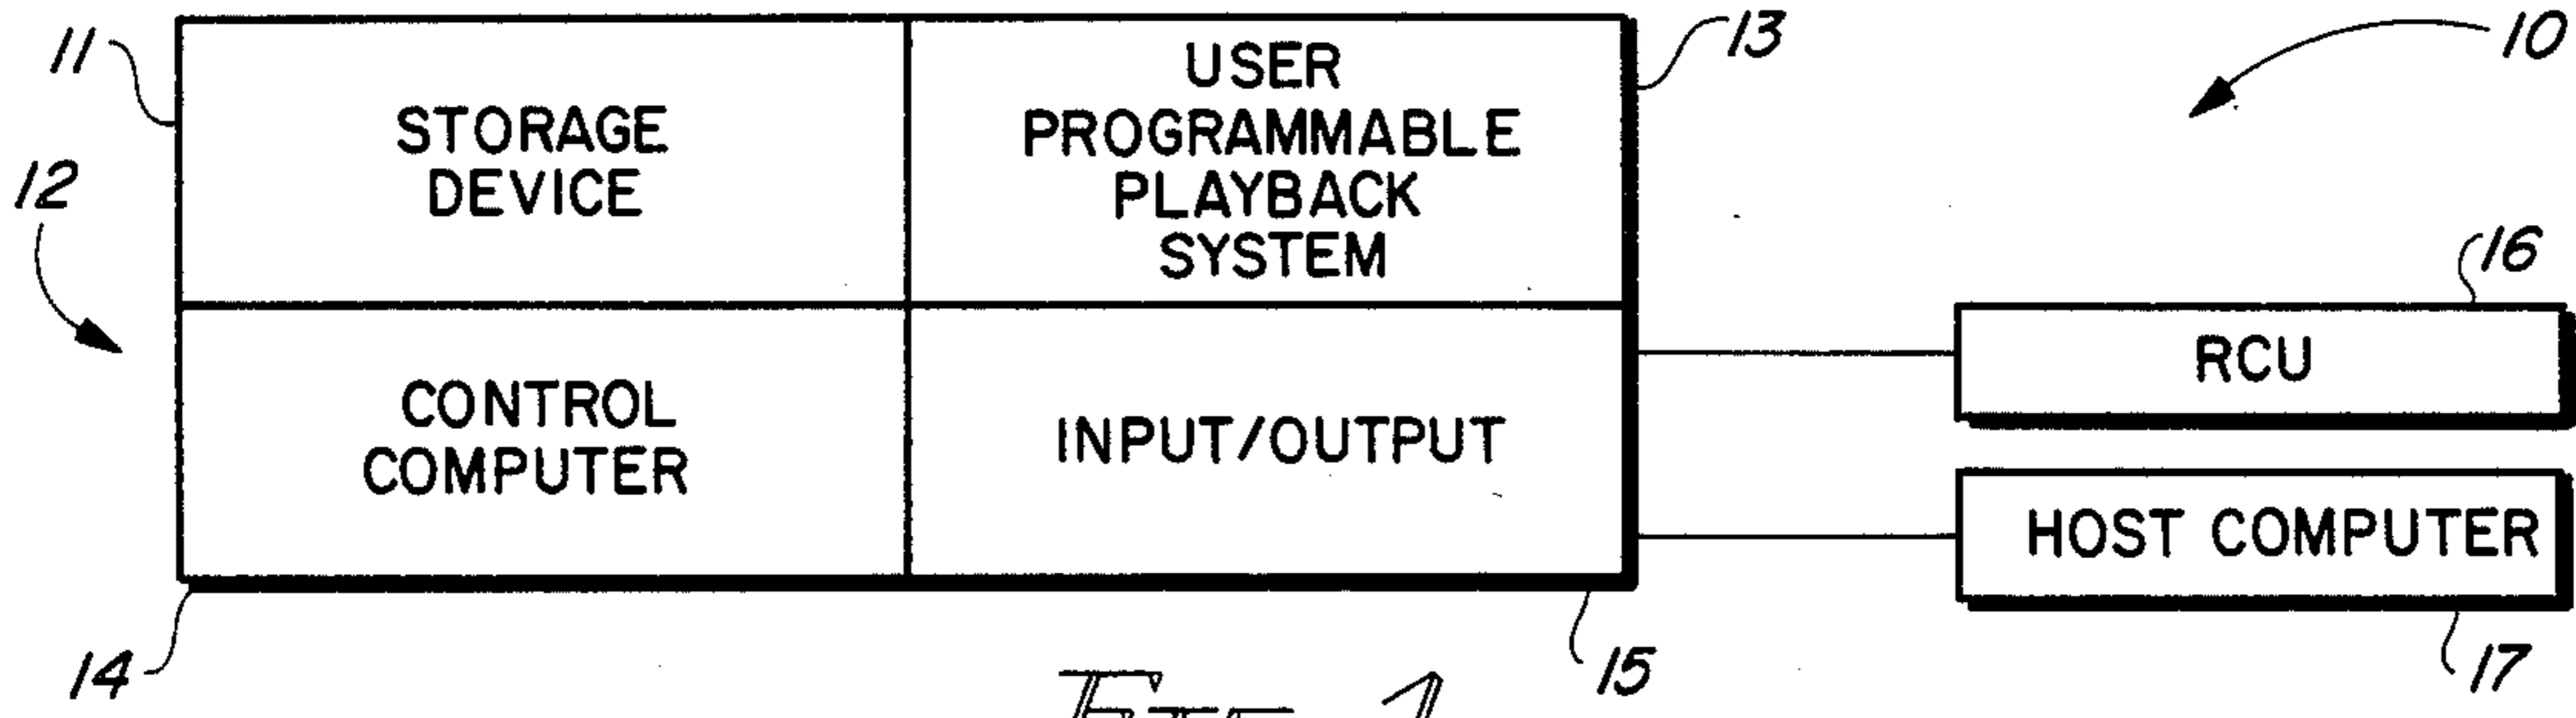 11
12
STORAGE
DEVICE
USER
PROGRAMMABLE
PLAYBACK
SYSTEM
13
10
CONTROL
COMPUTER
INPUT/OUTPUT
16
RCU
HOST COMPUTER
14
15
17